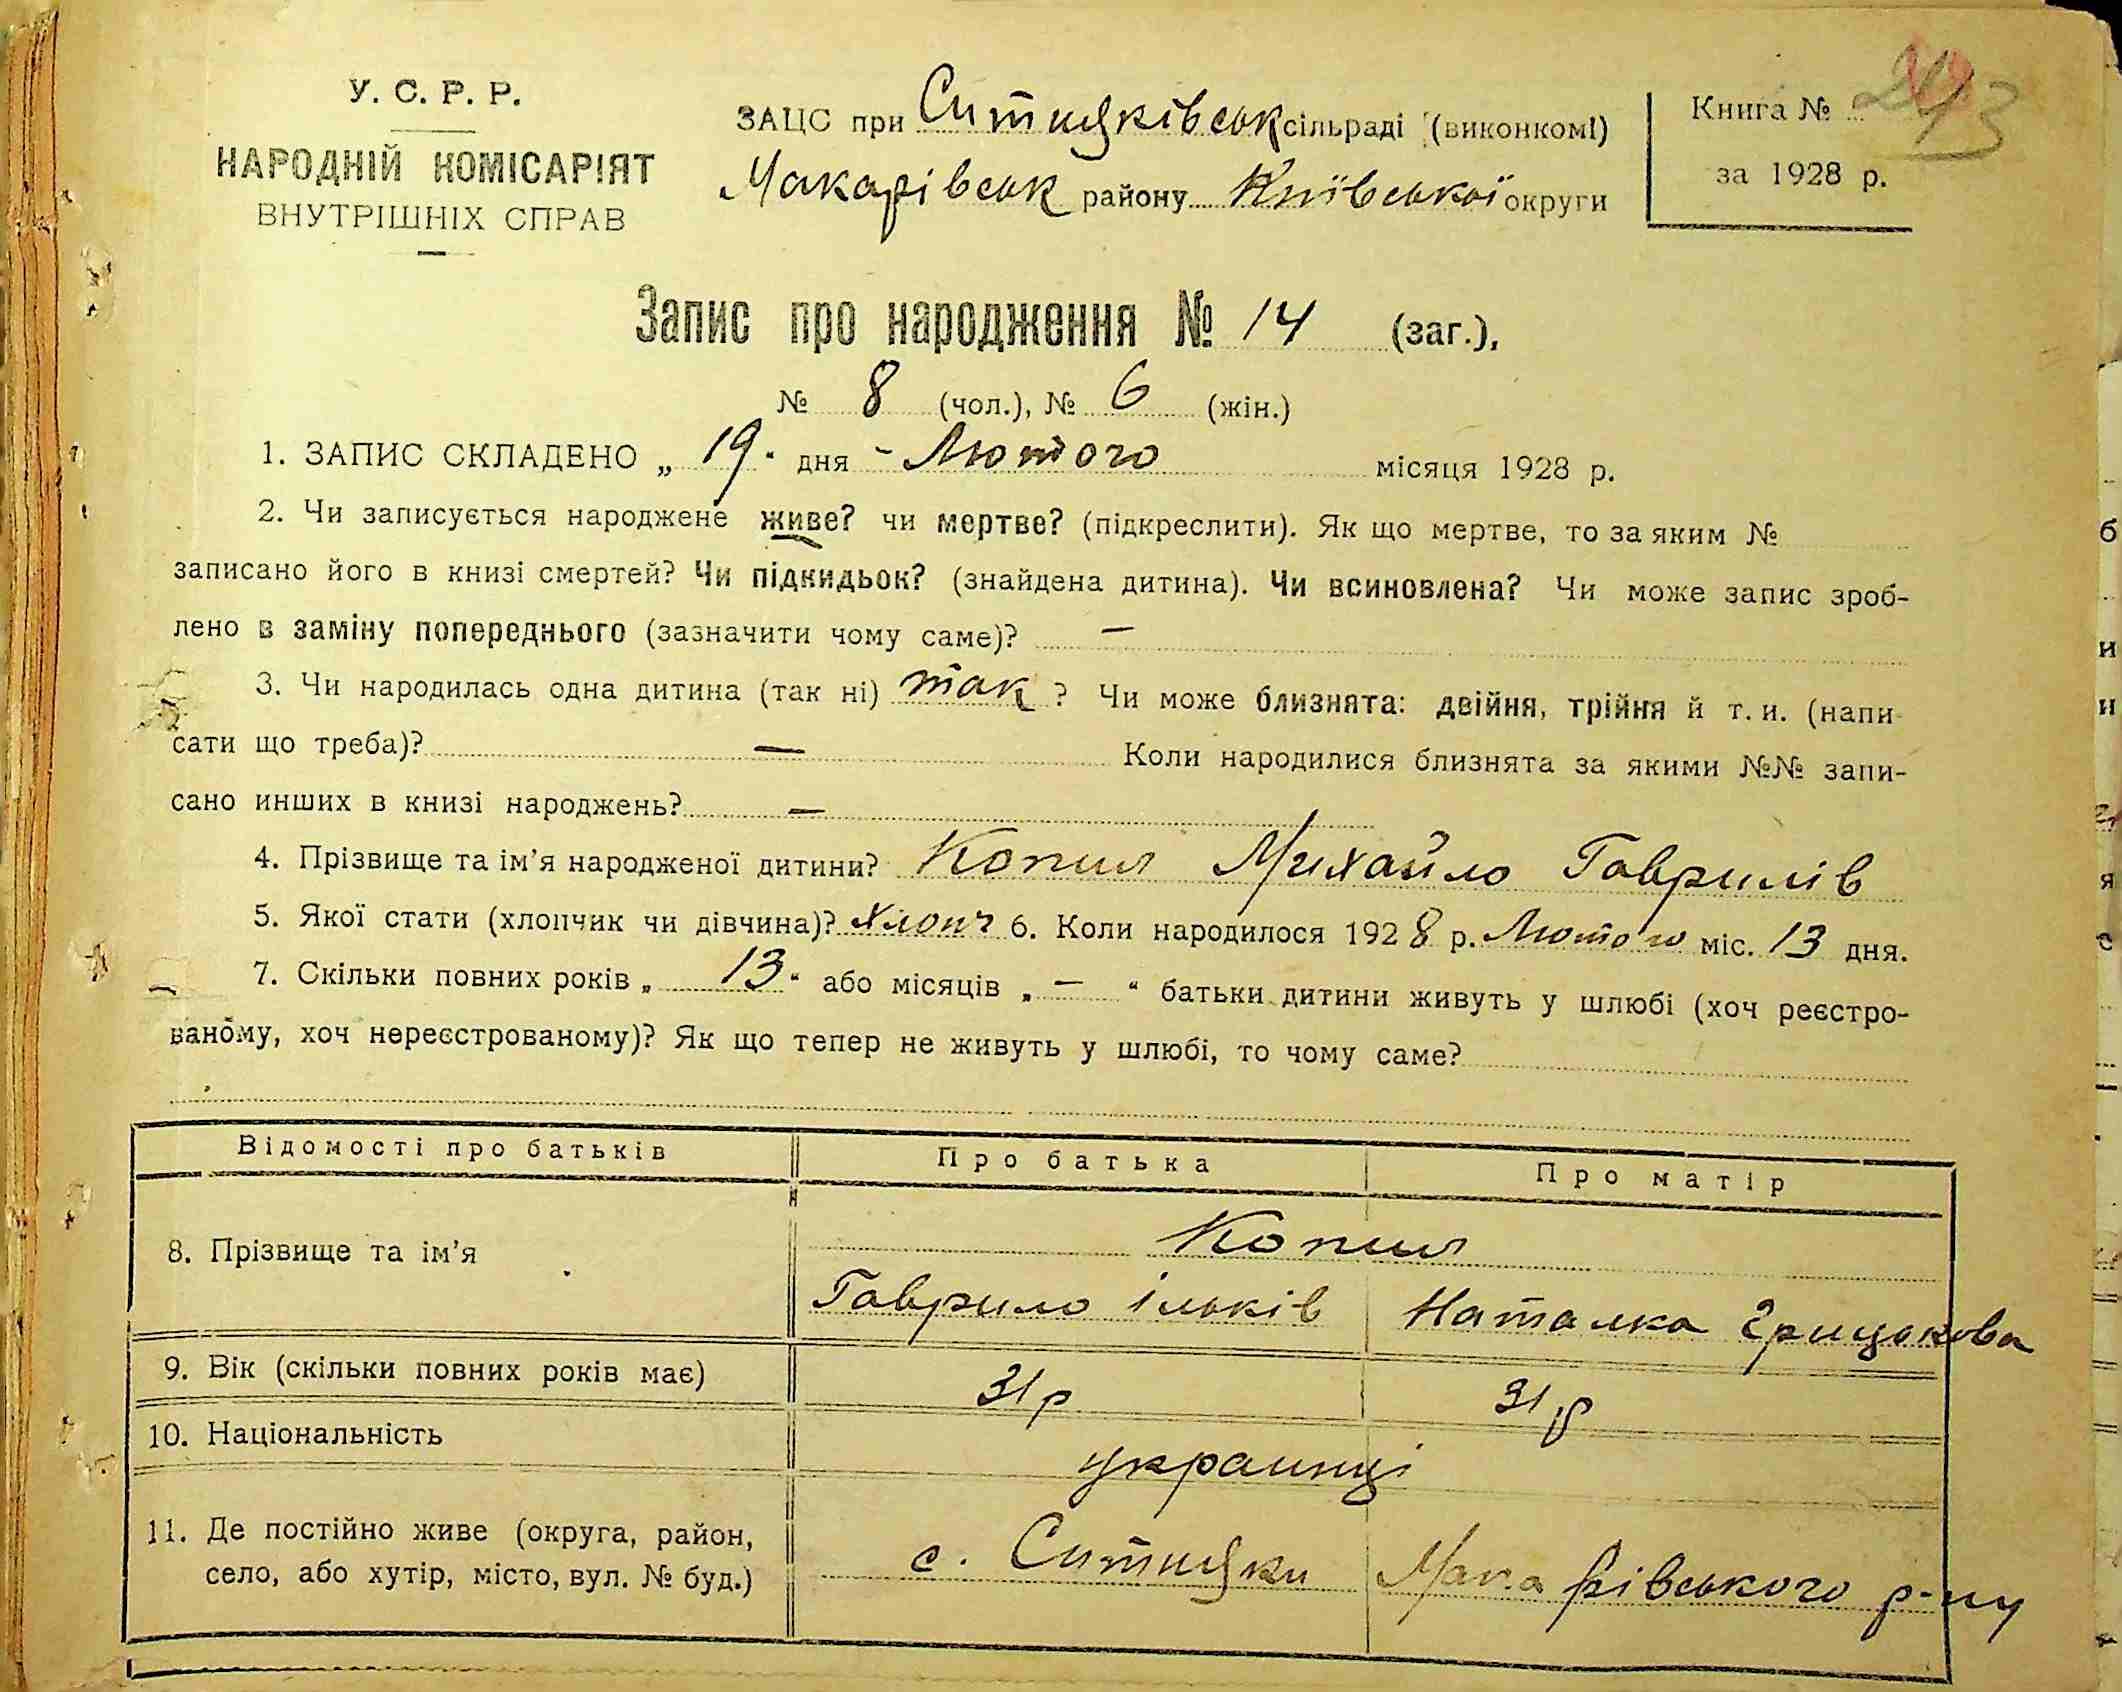 У. С. Р. Р.
НАРОДНІЙ КОМІСАРІЯТ
ВНУТРІШНІХ СПРАВ
ЗАЦС при Ситняківськ сільраді (виконкомі)
Макарівськ району Київської округи
Книга №
за 1928 р.
Запис про народження № 14 (заг.),
№ 8 (чол.), № 6 (жін.)
1. ЗАПИС СКЛАДЕНО „ 19 " дня - Лютого місяця 1928 р.
2. Чи записується народжене живе? чи мертве? (підкреслити). Як що мертве, то за яким №
записано його в книзі смертей? Чи підкидьок? (знайдена дитина). Чи всиновлена? Чи може запис зроб-
лено в заміну попереднього (зазначити чому саме)? —
3. Чи народилась одна дитина (так ні) так ? Чи може близнята: двійня, трійня й т. и. (напи-
сати що треба)? — Коли народилися близнята за якими №№ запи-
сано инших в книзі народжень? —
4. Прізвище та ім'я народженої дитини? Копил Михайло Гаврилів
5. Якої стати (хлопчик чи дівчина)? хлопч 6. Коли народилося 1928 р. Лютого міс. 13 дня.
7. Скільки повних років „ 13 " або місяців „ — " батьки дитини живуть у шлюбі (хоч реєстро-
ваному, хоч нереєстрованому)? Як що тепер не живуть у шлюбі, то чому саме?
Відомості про батьків Про батька Про матір
8. Прізвище та ім'я Копил
Гаврило ільків Наталка Грицакова
9. Вік (скільки повних років має) 31 р 31 р
10. Національність українці
11. Де постійно живе (округа, район, с. Ситняки Макарівського р-ну
село, або хутір, місто, вул. № буд.)